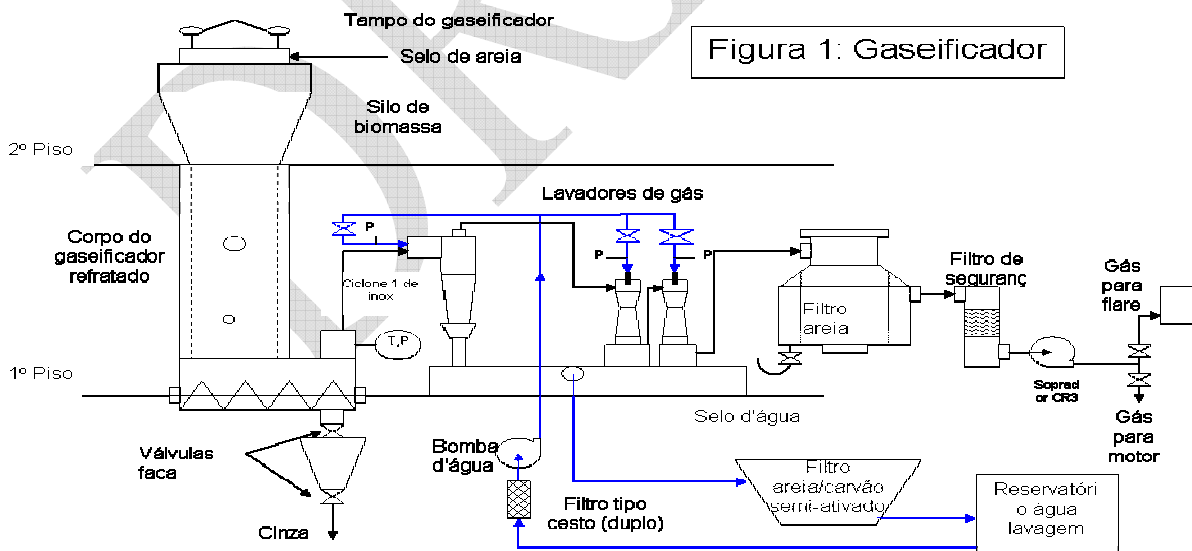 Tampo do gaseificador
Selo de areia
Figura 1: Gaseificador
Silo de
biomassa
2º Piso
Lavadores de gás
P
P
P
Corpo do
gaseificador
refratado
Ciclone 1 de
inox
T,P
Filtro
areia
Filtro de
seguranç
Gás
para
flare
1º Piso
Soprad
or CR3
Selo d'água
Gás
para
motor
Válvulas
faca
Bomba
d'água
Cinza
Filtro tipo
cesto (duplo)
Filtro
areia/carvão
semi-ativado
Reservatóri
o água
lavagem